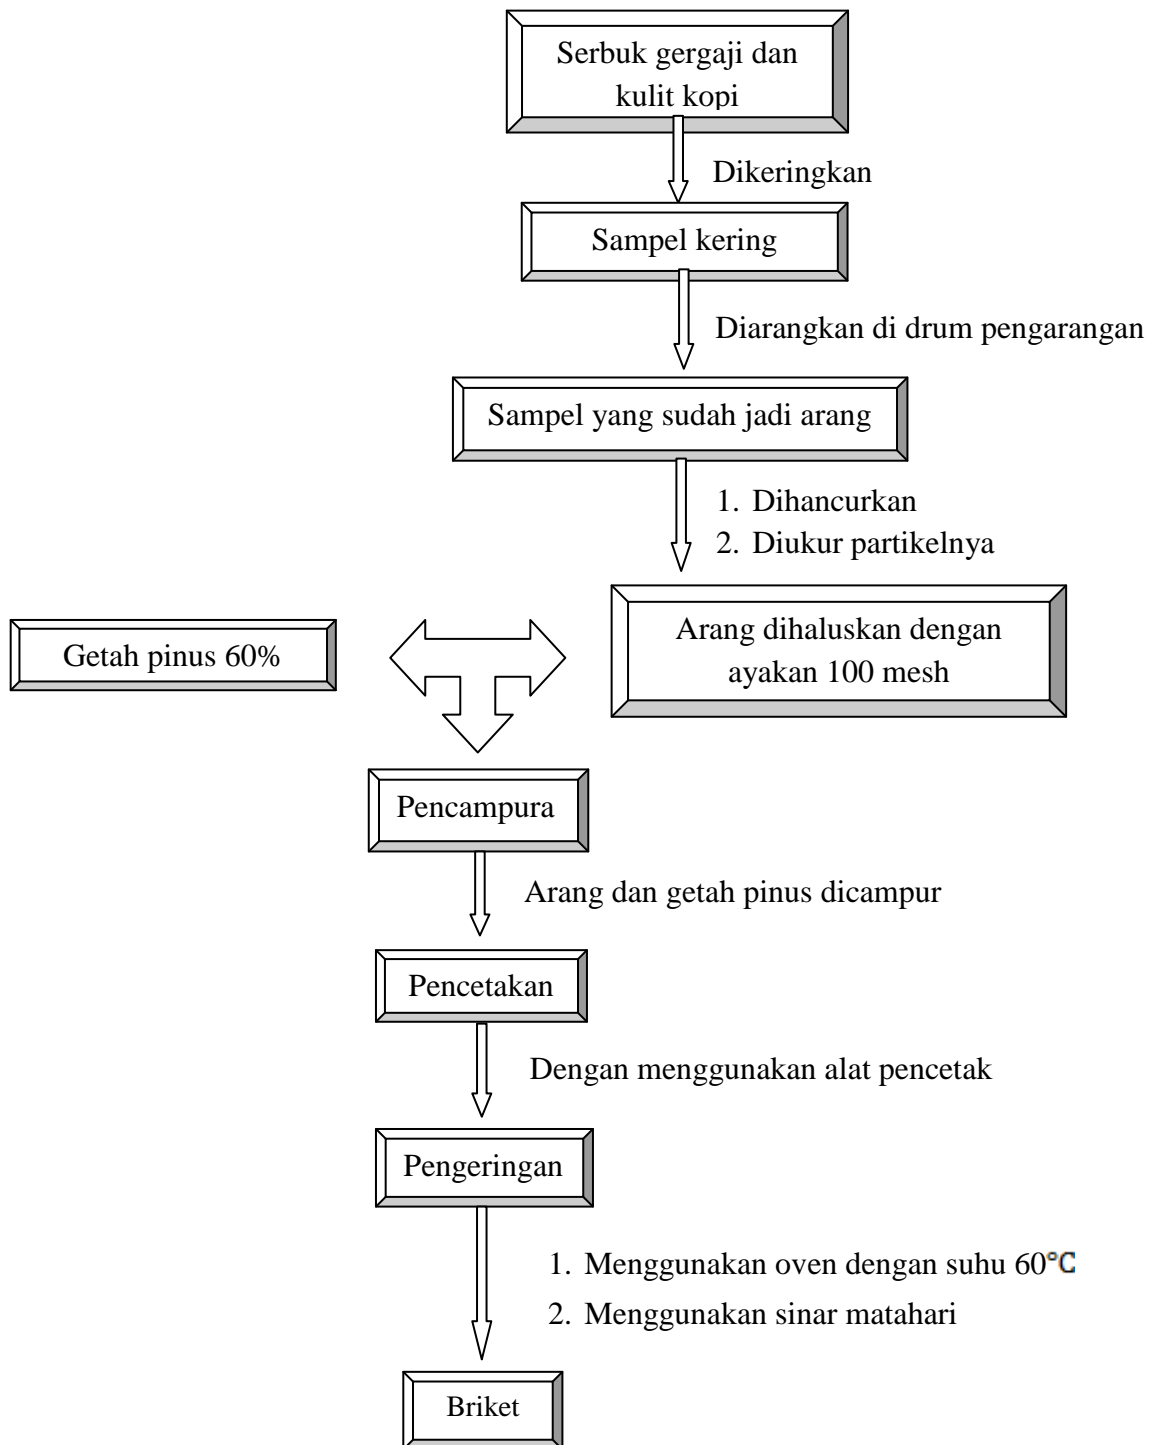 Serbuk gergaji dan
kulit kopi
Dikeringkan
Sampel kering
Diarangkan di drum pengarangan
Sampel yang sudah jadi arang
1. Dihancurkan
2. Diukur partikelnya
Getah pinus 60%
Arang dihaluskan dengan
ayakan 100 mesh
Pencampura
Arang dan getah pinus dicampur
Pencetakan
Dengan menggunakan alat pencetak
Pengeringan
1. Menggunakan oven dengan suhu 60°C
2. Menggunakan sinar matahari
Briket